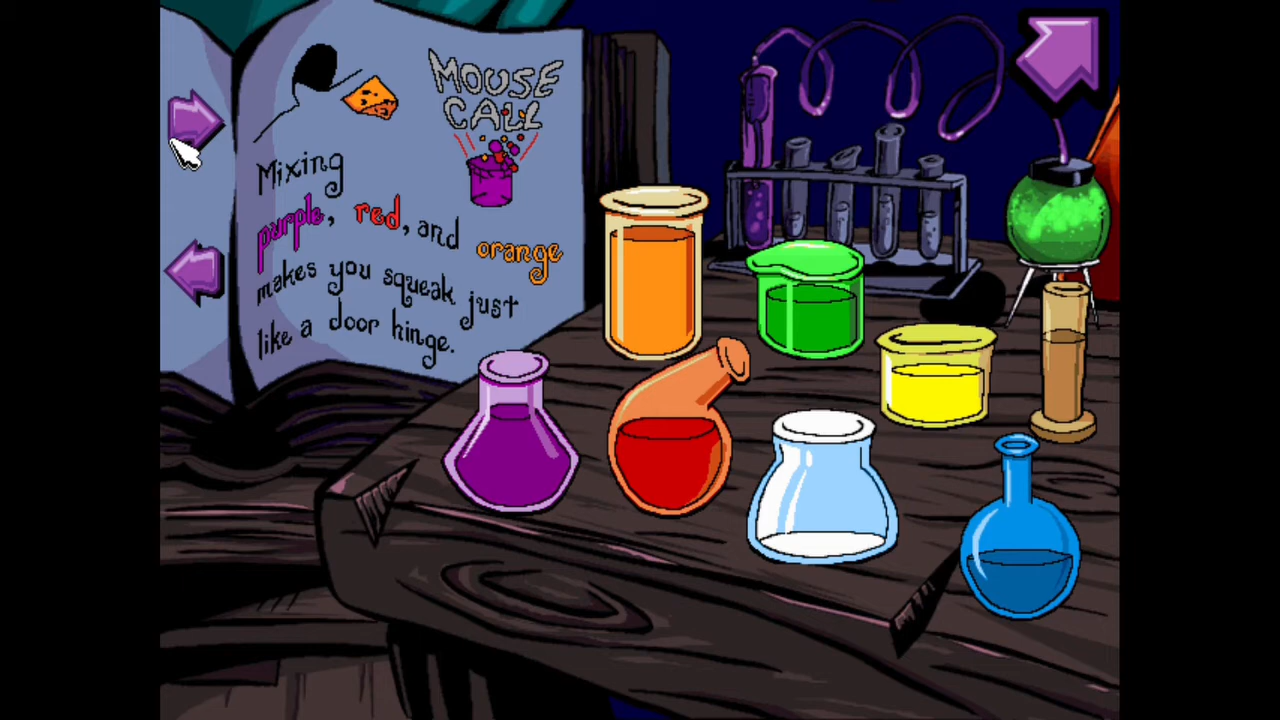 MOUSE
CALL
Mixing
purple, red, and orange
makes you squeak just
like a door hinge.